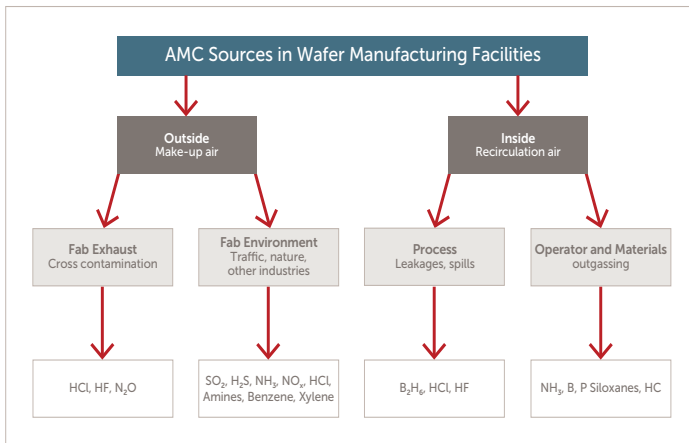 AMC Sources in Wafer Manufacturing Facilities
Outside
Make-up air
Inside
Recirculation air
Fab Exhaust
Cross contamination
Fab Environment
Traffic, nature,
other industries
Process
Leakages, spills
Operator and Materials
outgassing
HCl, HF, N₂O
SO₂, H₂S, NH₃, NOₓ, HCl,
Amines, Benzene, Xylene
B₂H₆, HCl, HF
NH₃, B, P Siloxanes, HC